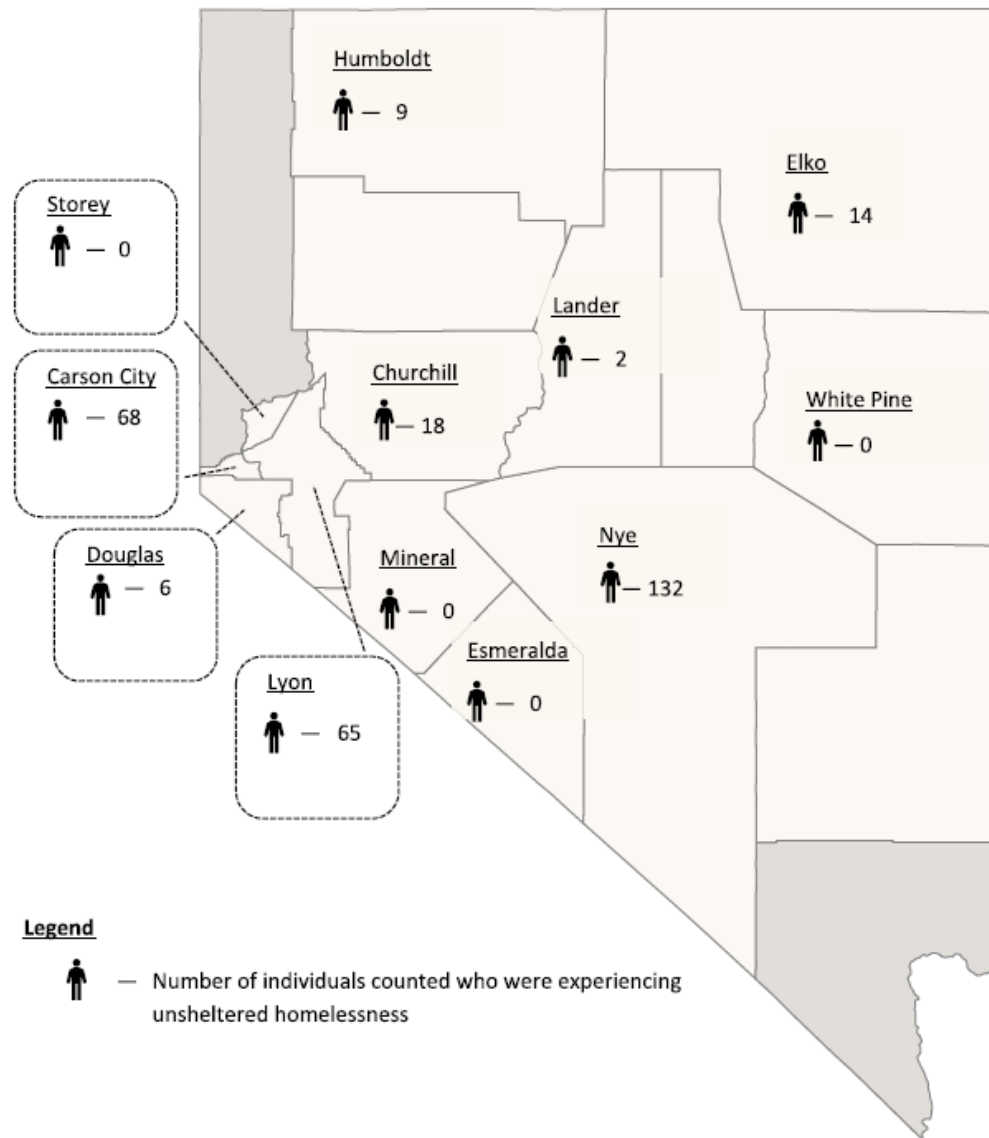 Humboldt
— 9
Elko
— 14
Storey
— 0
Lander
— 2
Carson City
— 68
Churchill
— 18
White Pine
— 0
Douglas
— 6
Mineral
— 0
Nye
— 132
Esmeralda
— 0
Lyon
— 65
Legend
— Number of individuals counted who were experiencing
unsheltered homelessness